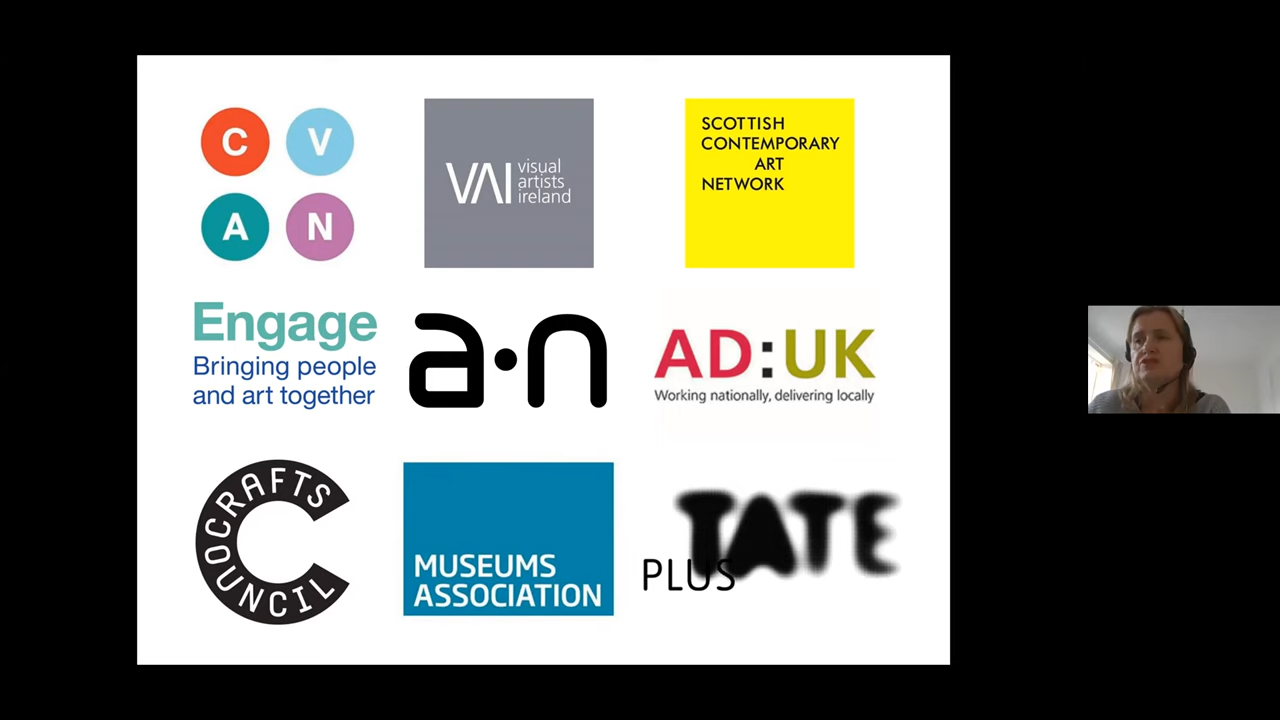 C V
A N
VAI visual
artists
ireland
SCOTTISH
CONTEMPORARY
ART
NETWORK
Engage
Bringing people
and art together
a·n
AD:UK
Working nationally, delivering locally
CRAFTS
COUNCIL
MUSEUMS
ASSOCIATION
TATE
PLUS